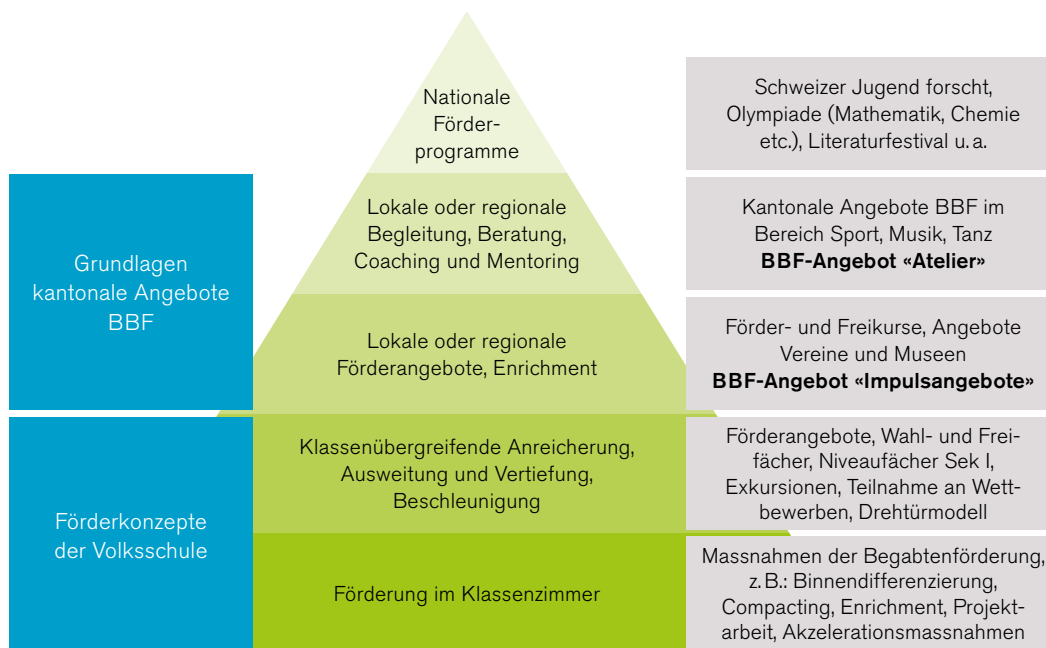 Nationale
Förder-
programme
Schweizer Jugend forscht,
Olympiade (Mathematik, Chemie
etc.), Literaturfestival u. a.
Grundlagen
kantonale Angebote
BBF
Lokale oder regionale
Begleitung, Beratung,
Coaching und Mentoring
Kantonale Angebote BBF im
Bereich Sport, Musik, Tanz
BBF-Angebot «Atelier»
Lokale oder regionale
Förderangebote, Enrichment
Förder- und Freikurse, Angebote
Vereine und Museen
BBF-Angebot «Impulsangebote»
Förderkonzepte
der Volksschule
Klassenübergreifende Anreicherung,
Ausweitung und Vertiefung,
Beschleunigung
Förderangebote, Wahl- und Frei-
fächer, Niveaufächer Sek I,
Exkursionen, Teilnahme an Wett-
bewerben, Drehtürmodell
Förderung im Klassenzimmer
Massnahmen der Begabtenförderung,
z. B.: Binnendifferenzierung,
Compacting, Enrichment, Projekt-
arbeit, Akzelerationsmassnahmen